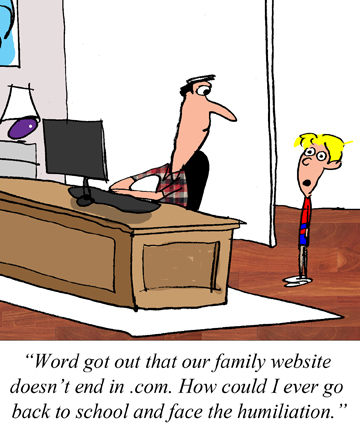 “Word got out that our family website
doesn’t end in .com. How could I ever go
back to school and face the humiliation.”